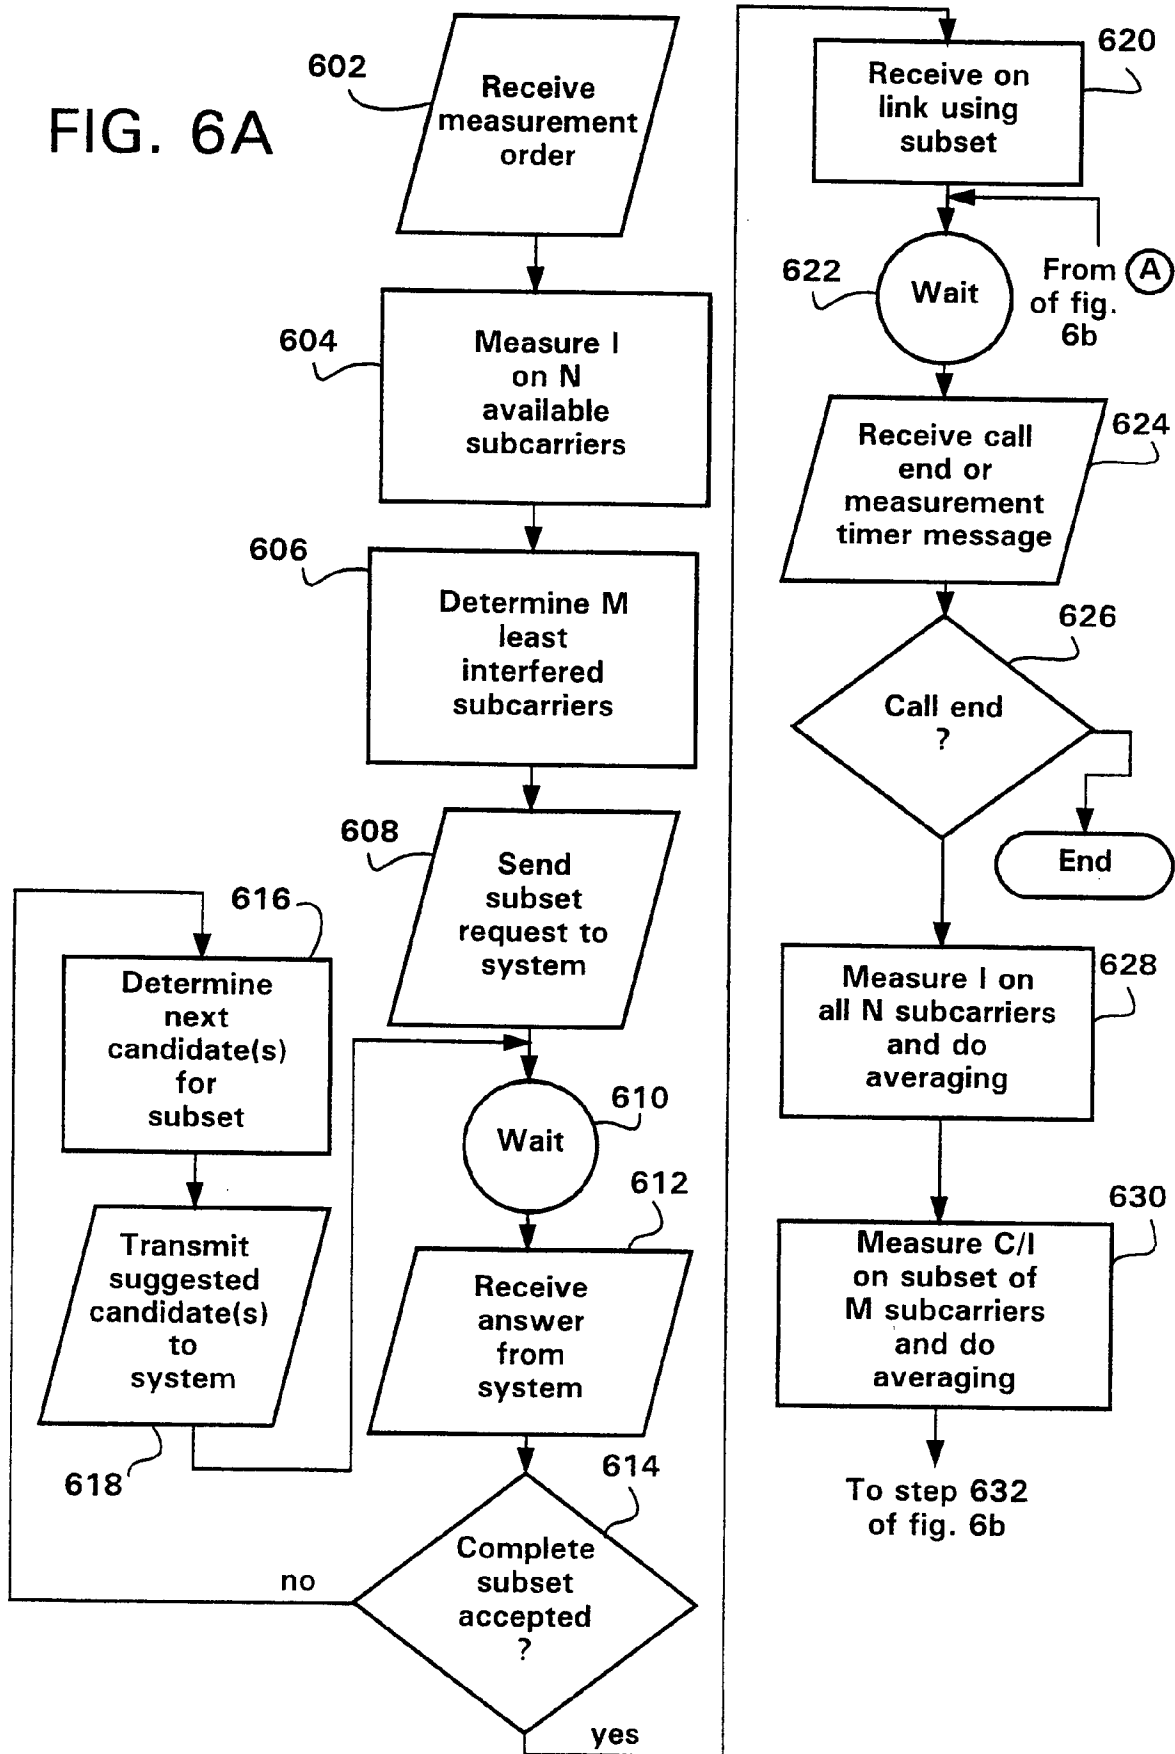 FIG. 6A
602
Receive
measurement
order
604
Measure I
on N
available
subcarriers
606
Determine M
least
interfered
subcarriers
608
Send
subset
request to
system
610
Wait
612
Receive
answer
from
system
614
Complete
subset
accepted
?
no
yes
616
Determine
next
candidate(s)
for
subset
Transmit
suggested
candidate(s)
to
system
618
620
Receive on
link using
subset
622
Wait
From A
of fig.
6b
624
Receive call
end or
measurement
timer message
626
Call end
?
End
628
Measure I on
all N subcarriers
and do
averaging
630
Measure C/I
on subset of
M subcarriers
and do
averaging
To step 632
of fig. 6b